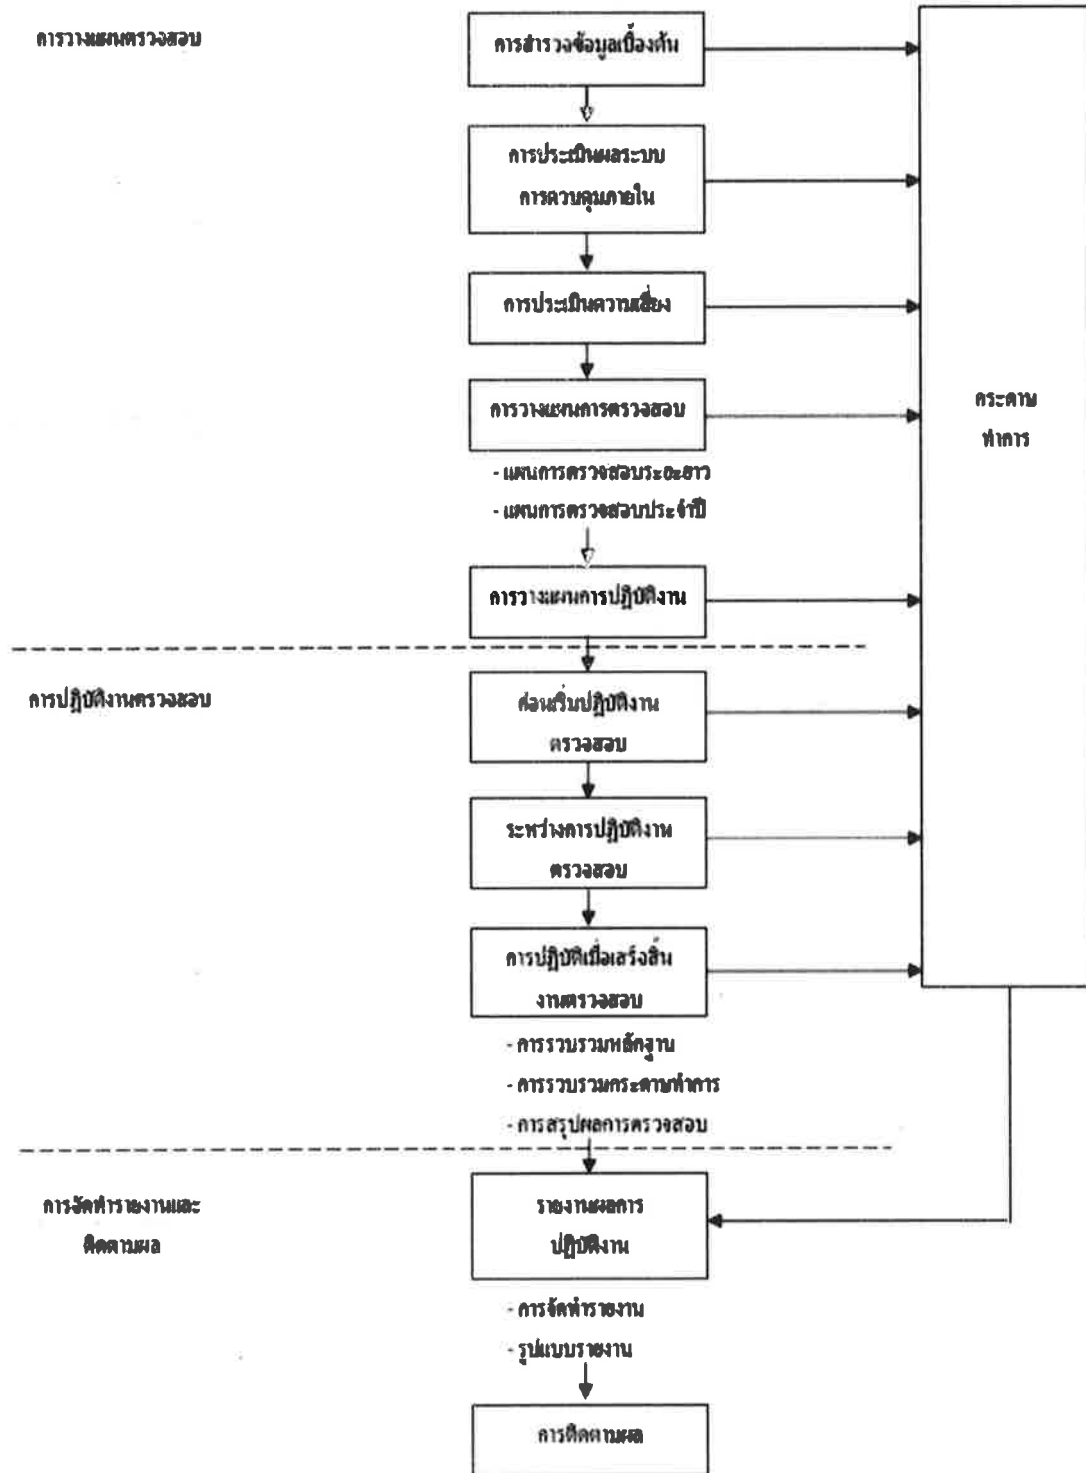 การวางแผนตรวจสอบ
การสำรวจข้อมูลเบื้องต้น
การประเมินผลระบบ
การควบคุมภายใน
การประเมินความเสี่ยง
การวางแผนการตรวจสอบ
- แผนการตรวจสอบระยะยาว
- แผนการตรวจสอบประจำปี
การวางแผนการปฏิบัติงาน
กระดาษ
ทำการ
การปฏิบัติงานตรวจสอบ
ก่อนเริ่มปฏิบัติงาน
ตรวจสอบ
ระหว่างการปฏิบัติงาน
ตรวจสอบ
การปฏิบัติเมื่อเสร็จสิ้น
งานตรวจสอบ
- การรวบรวมหลักฐาน
- การรวบรวมกระดาษทำการ
- การสรุปผลการตรวจสอบ
การจัดทำรายงานและ
ติดตามผล
รายงานผลการ
ปฏิบัติงาน
- การจัดทำรายงาน
- รูปแบบรายงาน
การติดตามผล